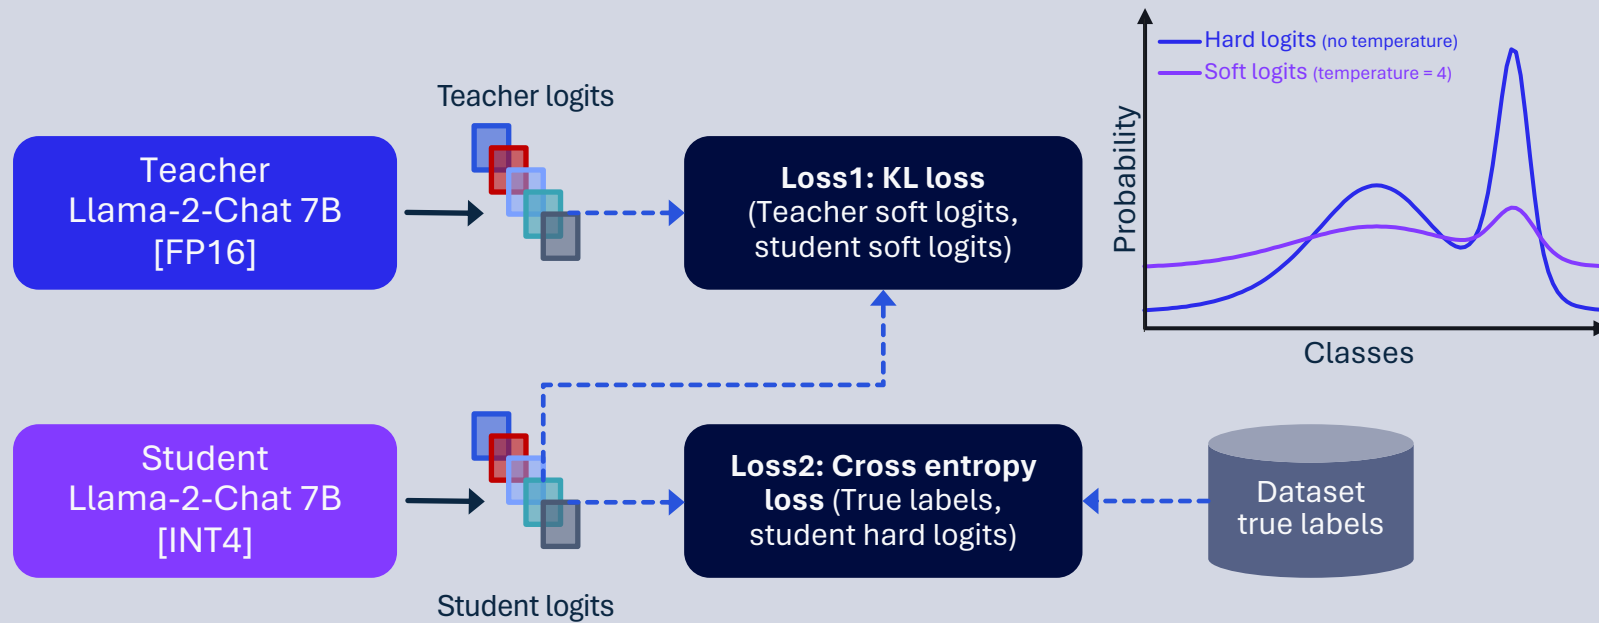 Teacher
Llama-2-Chat 7B
[FP16]
Teacher logits
Loss1: KL loss
(Teacher soft logits,
student soft logits)
Hard logits (no temperature)
Soft logits (temperature = 4)
Probability
Classes
Student
Llama-2-Chat 7B
[INT4]
Student logits
Loss2: Cross entropy
loss (True labels,
student hard logits)
Dataset
true labels